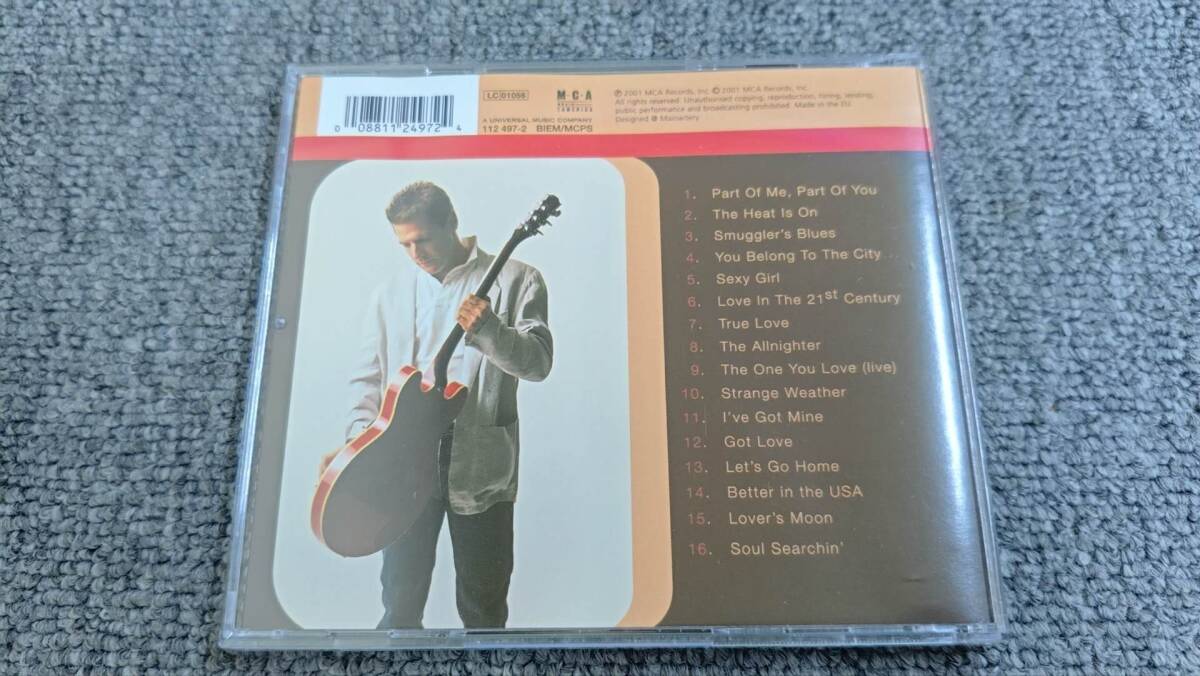 0 08811 24972 4
LC 01056
M·C·A
A UNIVERSAL MUSIC COMPANY
112 497-2 BIEM/MCPS
℗ 2001 MCA Records, Inc. © 2001 MCA Records, Inc.
All rights reserved. Unauthorised copying, reproduction, hiring, lending,
public performance and broadcasting prohibited. Made in the EU.
Designed @ Mainartery
1. Part Of Me, Part Of You
2. The Heat Is On
3. Smuggler's Blues
4. You Belong To The City...
5. Sexy Girl
6. Love In The 21st Century
7. True Love
8. The Allnighter
9. The One You Love (live)
10. Strange Weather
11. I've Got Mine
12. Got Love
13. Let's Go Home
14. Better in the USA
15. Lover's Moon
16. Soul Searchin'